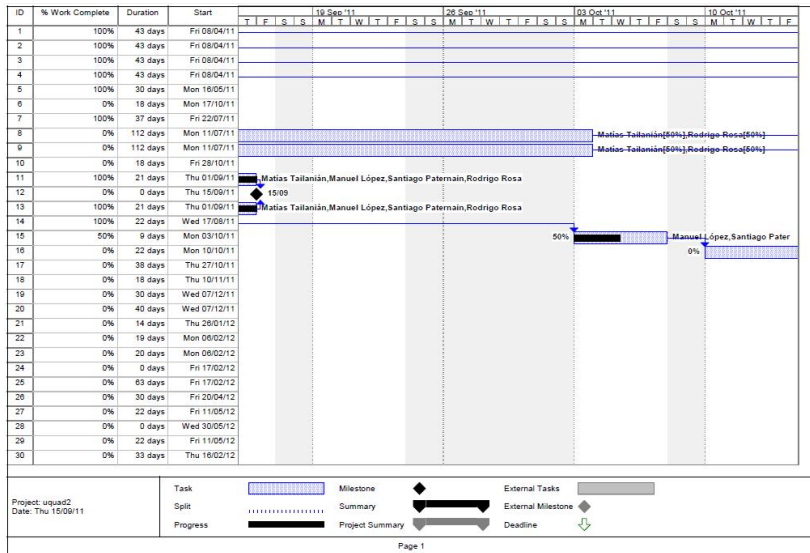 ID % Work Complete Duration Start 19 Sep '11 26 Sep '11 03 Oct '11 10 Oct '11
T F S S M T W T F S S M T W T F S S M T W T F S S M T W T F
1 100% 43 days Fri 08/04/11
2 100% 43 days Fri 08/04/11
3 100% 43 days Fri 08/04/11
4 100% 43 days Fri 08/04/11
5 100% 30 days Mon 16/05/11
6 0% 18 days Mon 17/10/11
7 100% 37 days Fri 22/07/11
8 0% 112 days Mon 11/07/11 Matías Tailanián[50%],Rodrigo Rosa[50%]
9 0% 112 days Mon 11/07/11 Matías Tailanián[50%],Rodrigo Rosa[50%]
10 0% 18 days Fri 28/10/11
11 100% 21 days Thu 01/09/11 Matías Tailanián,Manuel López,Santiago Paternain,Rodrigo Rosa
12 0% 0 days Thu 15/09/11 15/09
13 100% 21 days Thu 01/09/11 Matías Tailanián,Manuel López,Santiago Paternain,Rodrigo Rosa
14 100% 22 days Wed 17/08/11
15 50% 9 days Mon 03/10/11 50% Manuel López,Santiago Pater
16 0% 22 days Mon 10/10/11 0%
17 0% 38 days Thu 27/10/11
18 0% 18 days Thu 10/11/11
19 0% 30 days Wed 07/12/11
20 0% 40 days Wed 07/12/11
21 0% 14 days Thu 26/01/12
22 0% 19 days Mon 06/02/12
23 0% 20 days Mon 06/02/12
24 0% 0 days Fri 17/02/12
25 0% 63 days Fri 17/02/12
26 0% 30 days Fri 20/04/12
27 0% 22 days Fri 11/05/12
28 0% 0 days Wed 30/05/12
29 0% 22 days Fri 11/05/12
30 0% 33 days Thu 16/02/12
Project: uquad2
Date: Thu 15/09/11
Task Milestone External Tasks
Split Summary External Milestone
Progress Project Summary Deadline
Page 1